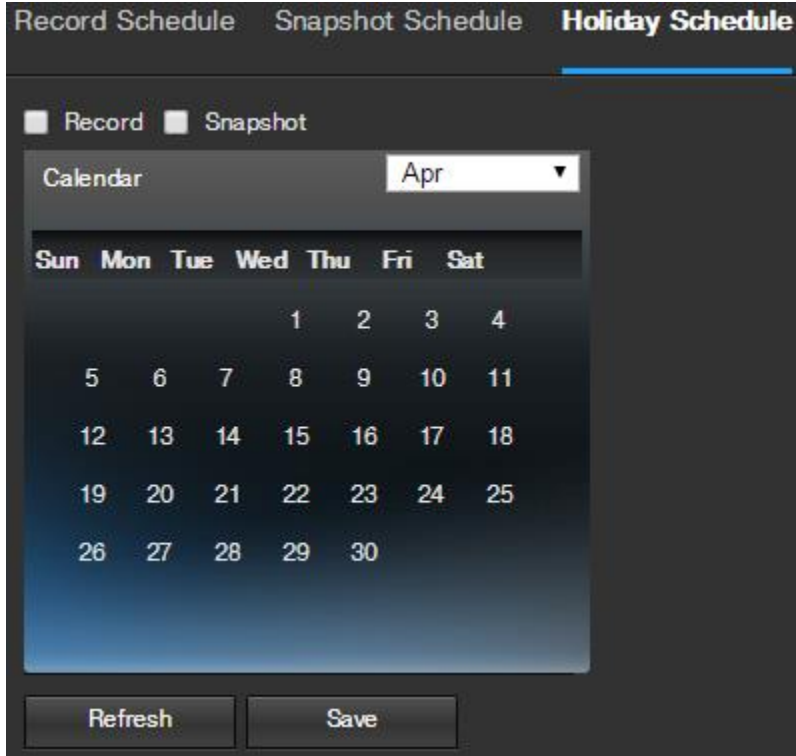 Record Schedule Snapshot Schedule Holiday Schedule
Record Snapshot
Calendar Apr
Sun Mon Tue Wed Thu Fri Sat
1 2 3 4
5 6 7 8 9 10 11
12 13 14 15 16 17 18
19 20 21 22 23 24 25
26 27 28 29 30
Refresh Save